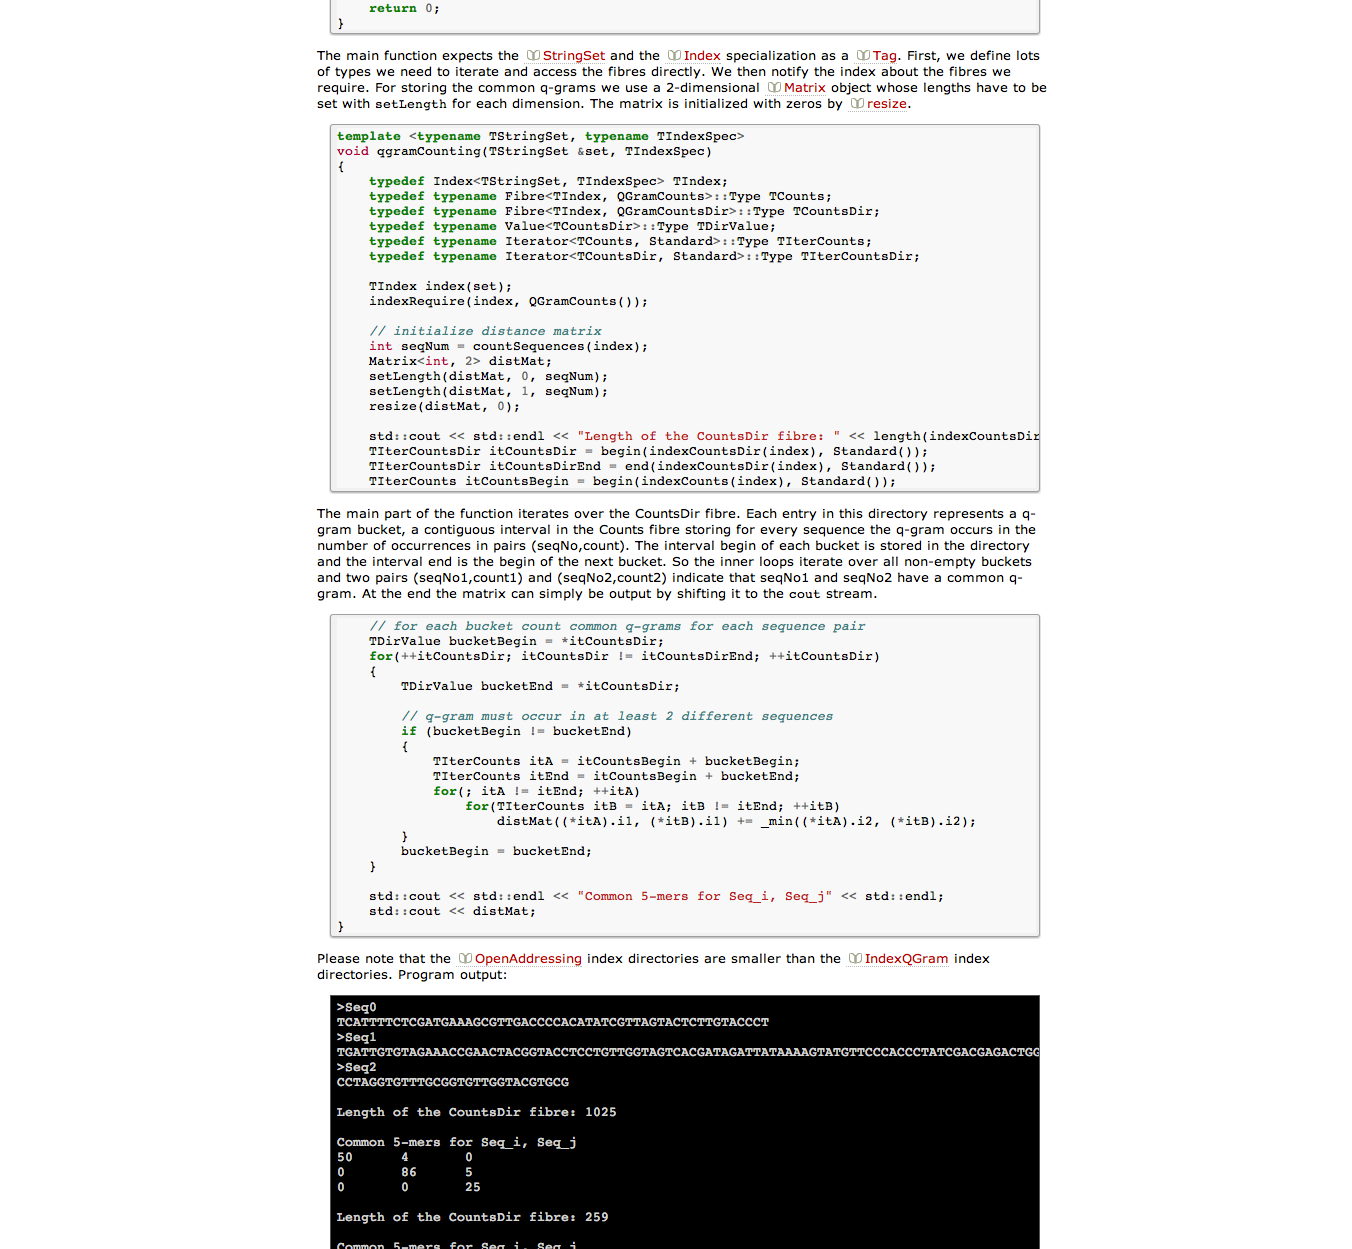 return 0;
}
The main function expects the StringSet and the Index specialization as a Tag. First, we define lots
of types we need to iterate and access the fibres directly. We then notify the index about the fibres we
require. For storing the common q-grams we use a 2-dimensional Matrix object whose lengths have to be
set with setLength for each dimension. The matrix is initialized with zeros by resize.
template <typename TStringSet, typename TIndexSpec>
void qgramCounting(TStringSet &set, TIndexSpec)
{
typedef Index<TStringSet, TIndexSpec> TIndex;
typedef typename Fibre<TIndex, QGramCounts>::Type TCounts;
typedef typename Fibre<TIndex, QGramCountsDir>::Type TCountsDir;
typedef typename Value<TCountsDir>::Type TDirValue;
typedef typename Iterator<TCounts, Standard>::Type TIterCounts;
typedef typename Iterator<TCountsDir, Standard>::Type TIterCountsDir;
TIndex index(set);
indexRequire(index, QGramCounts());
// initialize distance matrix
int seqNum = countSequences(index);
Matrix<int, 2> distMat;
setLength(distMat, 0, seqNum);
setLength(distMat, 1, seqNum);
resize(distMat, 0);
std::cout << std::endl << "Length of the CountsDir fibre: " << length(indexCountsDir
TIterCountsDir itCountsDir = begin(indexCountsDir(index), Standard());
TIterCountsDir itCountsDirEnd = end(indexCountsDir(index), Standard());
TIterCounts itCountsBegin = begin(indexCounts(index), Standard());
The main part of the function iterates over the CountsDir fibre. Each entry in this directory represents a q-
gram bucket, a contiguous interval in the Counts fibre storing for every sequence the q-gram occurs in the
number of occurrences in pairs (seqNo,count). The interval begin of each bucket is stored in the directory
and the interval end is the begin of the next bucket. So the inner loops iterate over all non-empty buckets
and two pairs (seqNo1,count1) and (seqNo2,count2) indicate that seqNo1 and seqNo2 have a common q-
gram. At the end the matrix can simply be output by shifting it to the cout stream.
// for each bucket count common q-grams for each sequence pair
TDirValue bucketBegin = *itCountsDir;
for(++itCountsDir; itCountsDir != itCountsDirEnd; ++itCountsDir)
{
TDirValue bucketEnd = *itCountsDir;
// q-gram must occur in at least 2 different sequences
if (bucketBegin != bucketEnd)
{
TIterCounts itA = itCountsBegin + bucketBegin;
TIterCounts itEnd = itCountsBegin + bucketEnd;
for(; itA != itEnd; ++itA)
for(TIterCounts itB = itA; itB != itEnd; ++itB)
distMat((*itA).i1, (*itB).i1) += _min((*itA).i2, (*itB).i2);
}
bucketBegin = bucketEnd;
}
std::cout << std::endl << "Common 5-mers for Seq_i, Seq_j" << std::endl;
std::cout << distMat;
}
Please note that the OpenAddressing index directories are smaller than the IndexQGram index
directories. Program output:
>Seq0
TCATTTTCTCGATGAAAGCGTTGACCCCACATATCGTTAGTACTCTTGTACCCT
>Seq1
TGATTGTGTAGAAACCGAACTACGGTACCTCCTGTTGGTAGTCACGATAGATTATAAAAGTATGTTCCCACCCTATCGACGAGACTGG
>Seq2
CCTAGGTGTTTGCGGTGTTGGTACGTGCG
Length of the CountsDir fibre: 1025
Common 5-mers for Seq_i, Seq_j
50 4 0
0 86 5
0 0 25
Length of the CountsDir fibre: 259
Common 5-mers for Seq_i, Seq_j